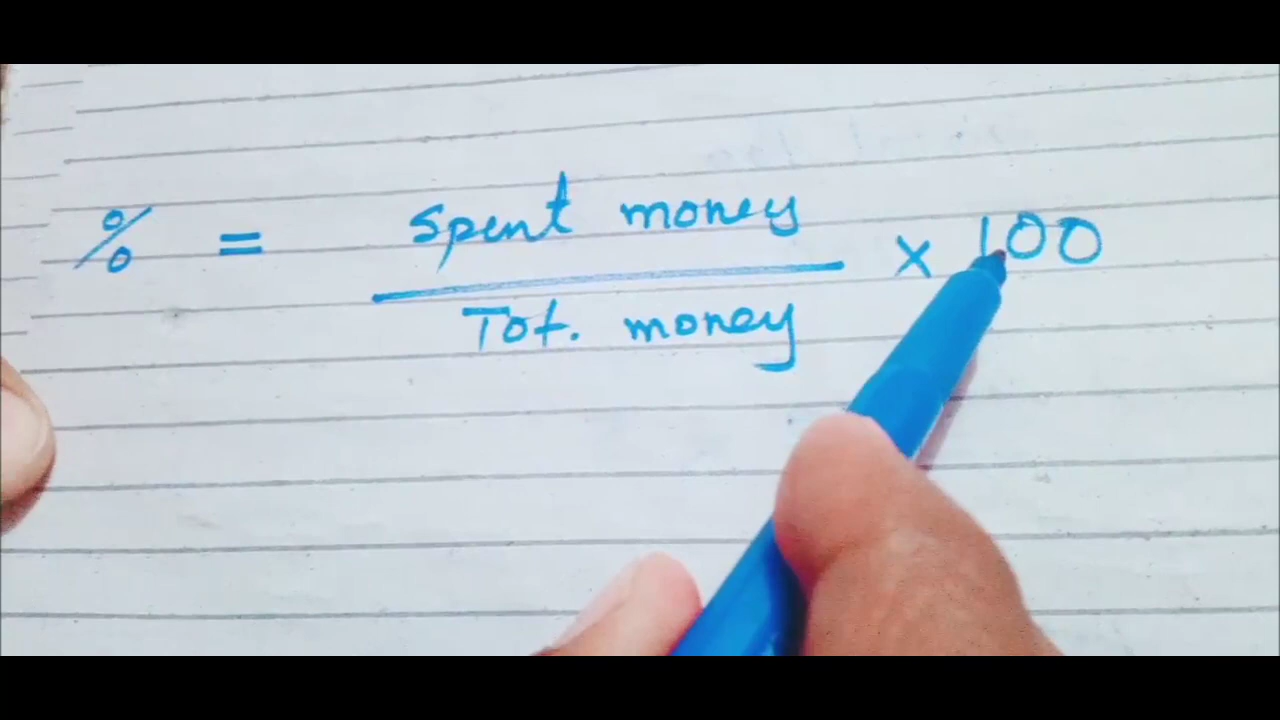 % = spent money × 100
Tot. money